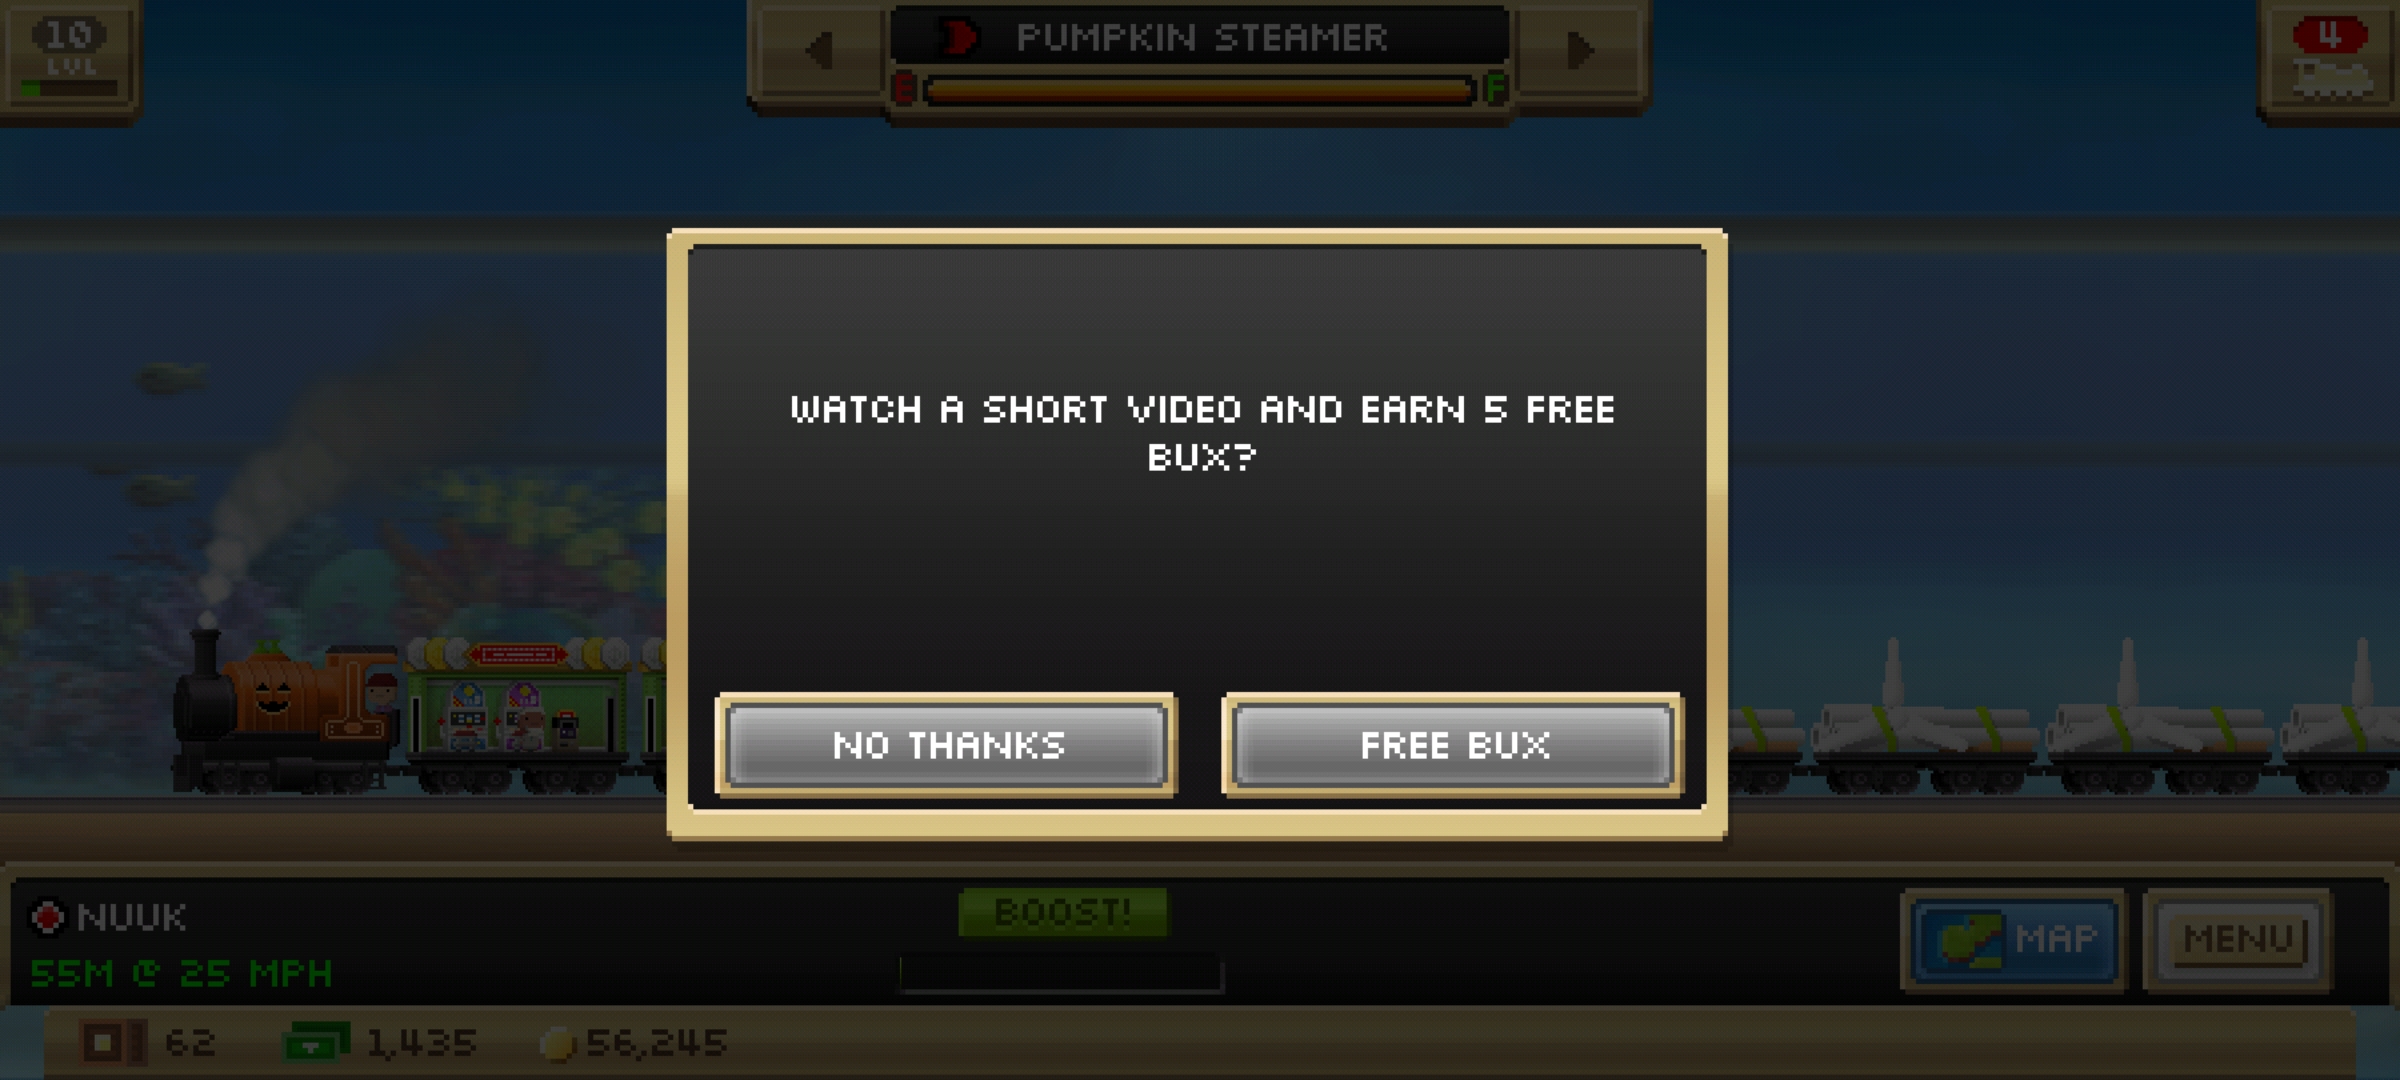 10
LVL
PUMPKIN STEAMER
E
F
4
WATCH A SHORT VIDEO AND EARN 5 FREE
BUX?
NO THANKS
FREE BUX
NUUK
55M @ 25 MPH
BOOST!
MAP
MENU
62
1,435
56,245